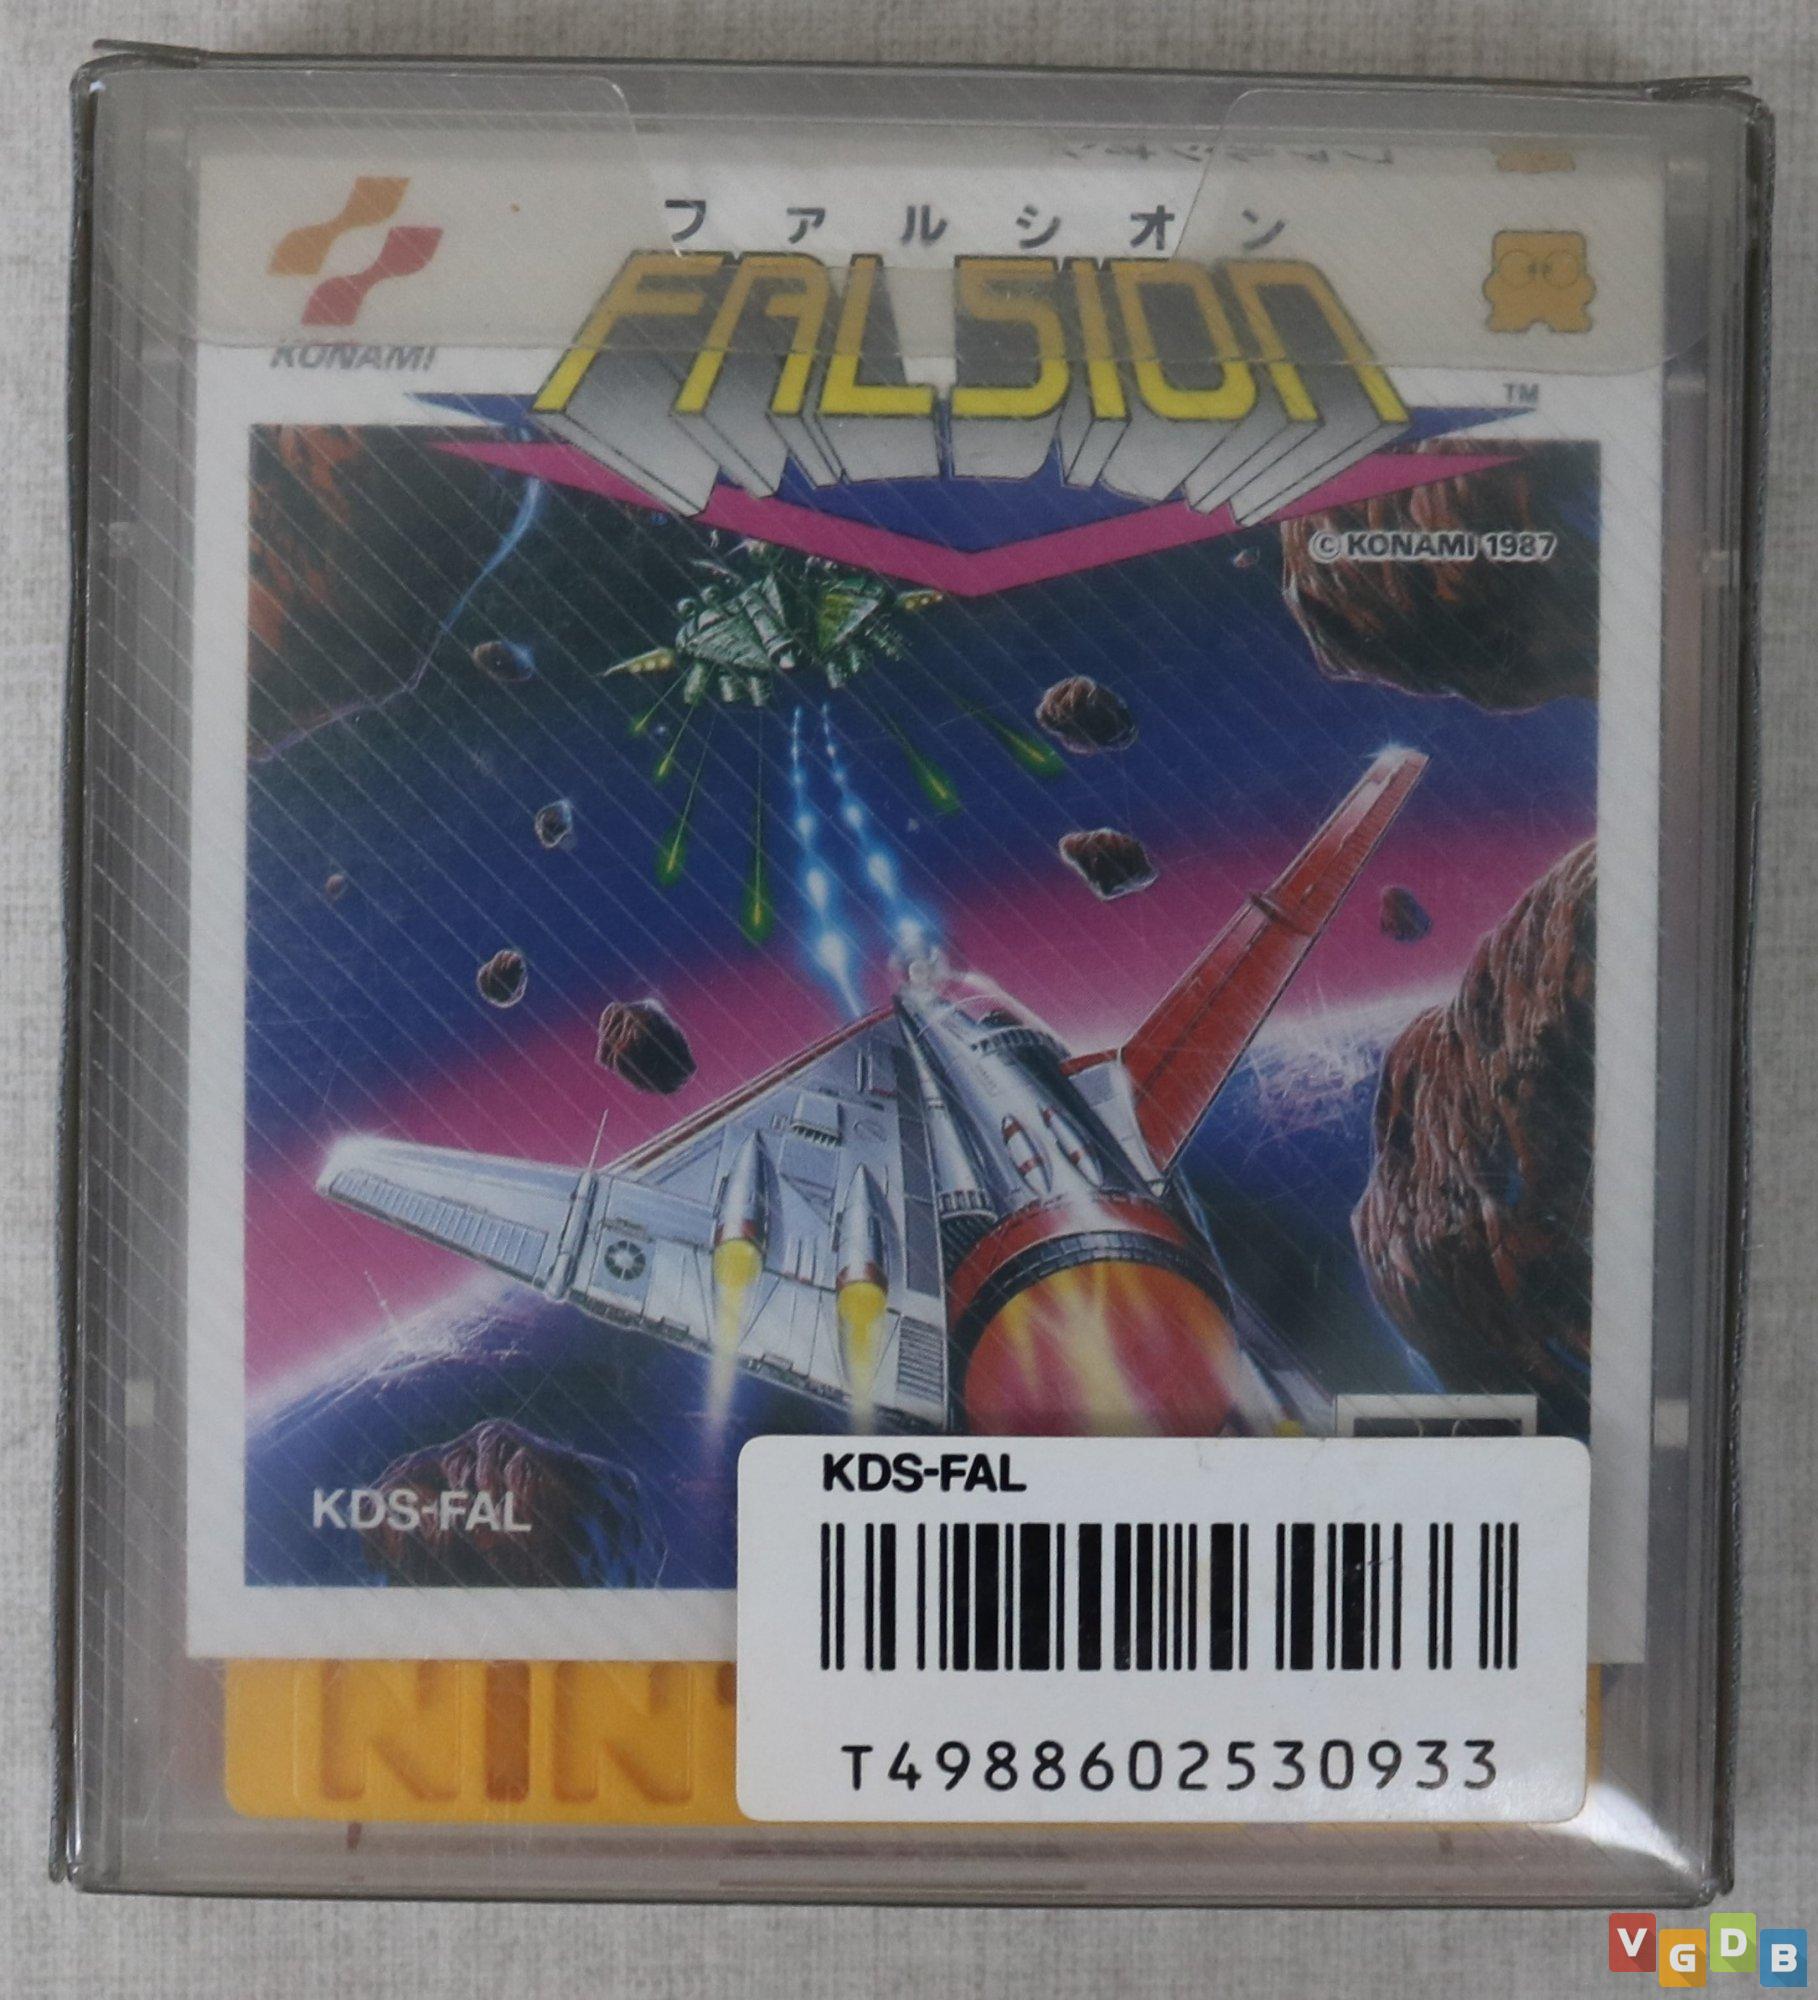 ファルシオン
FALSION
KONAMI
TM
© KONAMI 1987
KDS-FAL
KDS-FAL
T4988602530933
NIN
VGDB